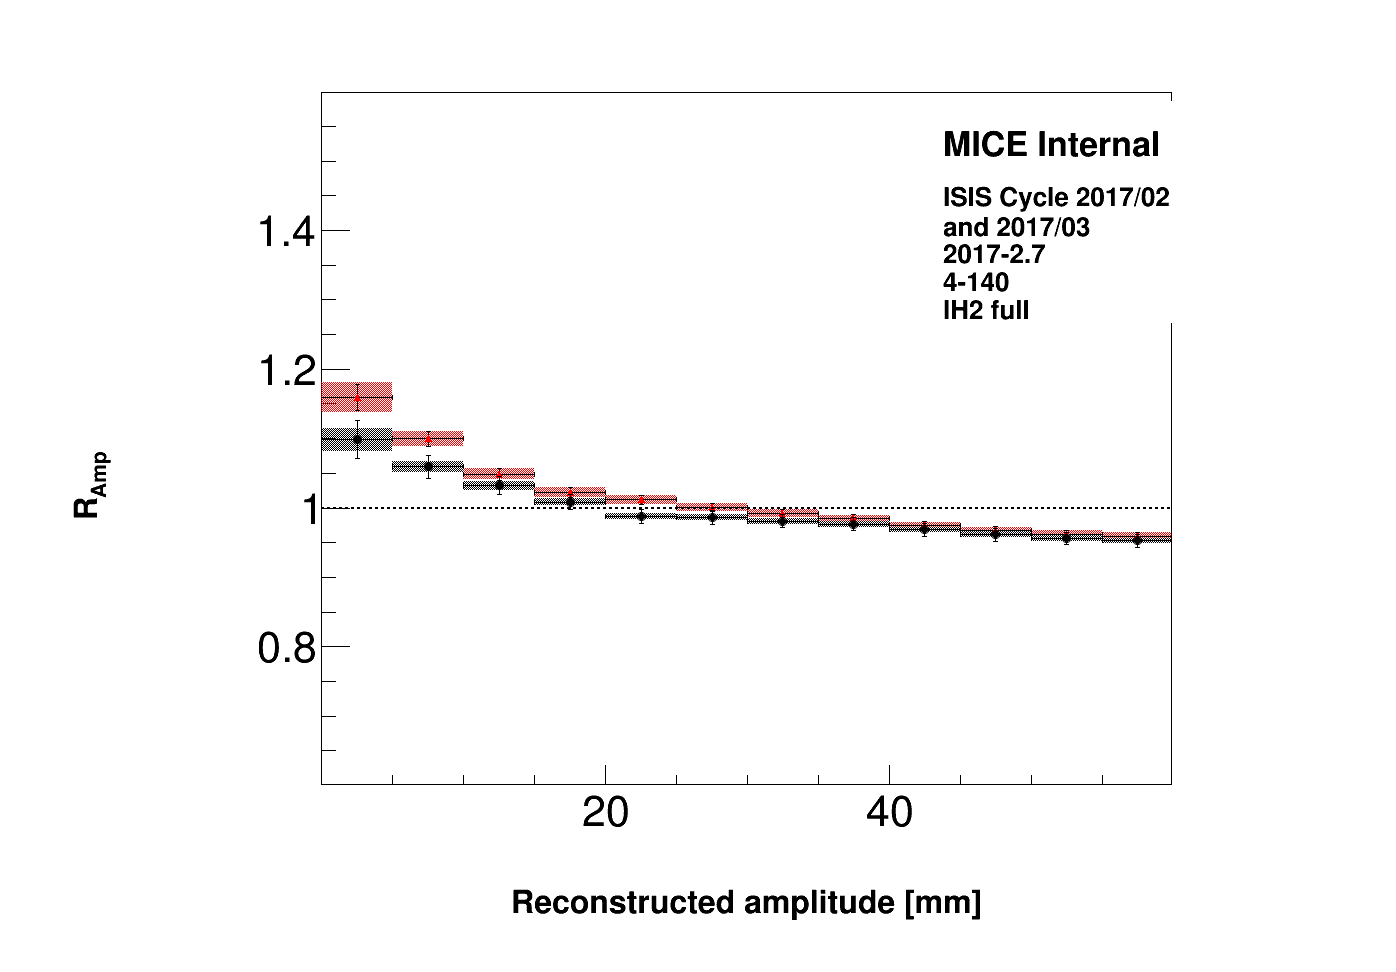 MICE Internal
ISIS Cycle 2017/02
and 2017/03
2017-2.7
4-140
lH2 full
1.4
1.2
1
0.8
R_Amp
20 40
Reconstructed amplitude [mm]